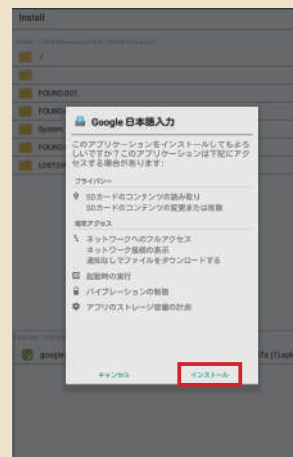 Install
J
FOUND.001
System
Google 日本語入力
このアプリケーションをインストールしてもよろ
しいですか？このアプリケーションは下記にアク
セスする場合があります：
プライバシー
SDカードのコンテンツの読み取り
SDカードのコンテンツの変更または削除
端末アクセス
ネットワークへのフルアクセス
ネットワーク接続の表示
通知なしでファイルをダウンロードする
起動時の実行
バイブレーションの制御
アプリのストレージ容量の計測
google
7a (1).apk
キャンセル
インストール